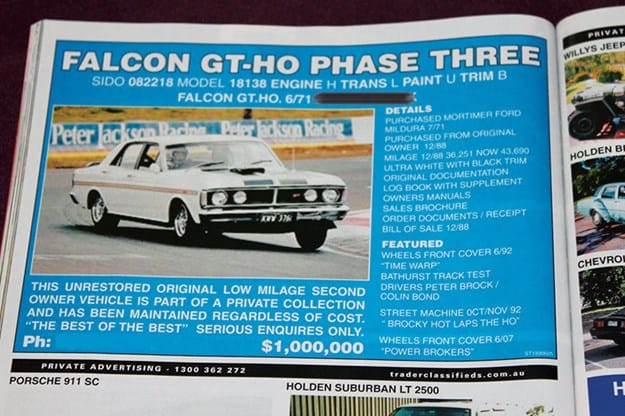 FALCON GT-HO PHASE THREE
SIDO 082218 MODEL 18138 ENGINE H TRANS L PAINT U TRIM B
FALCON GT.HO. 6/71
Peter Jackson Racing Peter Jackson Racing
GT
DETAILS
PURCHASED MORTIMER FORD
MILDURA 7/71
PURCHASED FROM ORIGINAL
OWNER 12/88
MILAGE 12/88 36,251 NOW 43,690
ULTRA WHITE WITH BLACK TRIM
ORIGINAL DOCUMENTATION
LOG BOOK WITH SUPPLEMENT
OWNERS MANUALS
SALES BROCHURE
ORDER DOCUMENTS / RECEIPT
BILL OF SALE 12/88
FEATURED
WHEELS FRONT COVER 6/92
"TIME WARP"
BATHURST TRACK TEST
DRIVERS PETER BROCK /
COLIN BOND
STREET MACHINE OCT/NOV 92
" BROCKY HOT LAPS THE HO"
WHEELS FRONT COVER 6/07
"POWER BROKERS"
THIS UNRESTORED ORIGINAL LOW MILAGE SECOND
OWNER VEHICLE IS PART OF A PRIVATE COLLECTION
AND HAS BEEN MAINTAINED REGARDLESS OF COST.
"THE BEST OF THE BEST" SERIOUS ENQUIRES ONLY.
Ph: $1,000,000
PRIVATE ADVERTISING - 1300 362 272 traderclassifieds.com.au
PORSCHE 911 SC
HOLDEN SUBURBAN LT 2500
PRIVAT
WILLYS JEEP
HOLDEN B
CHEVROL
H